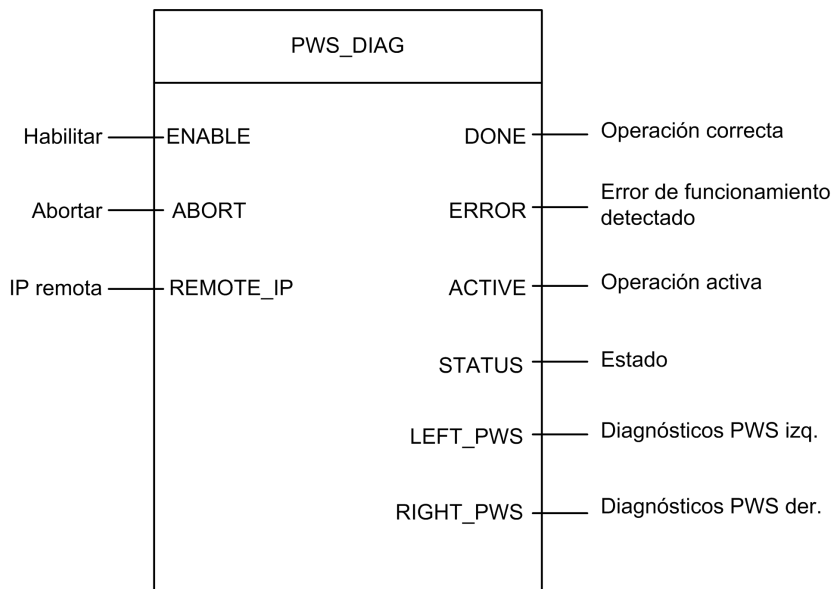 PWS_DIAG
Habilitar ENABLE DONE Operación correcta
Abortar ABORT ERROR Error de funcionamiento
detectado
IP remota REMOTE_IP ACTIVE Operación activa
STATUS Estado
LEFT_PWS Diagnósticos PWS izq.
RIGHT_PWS Diagnósticos PWS der.